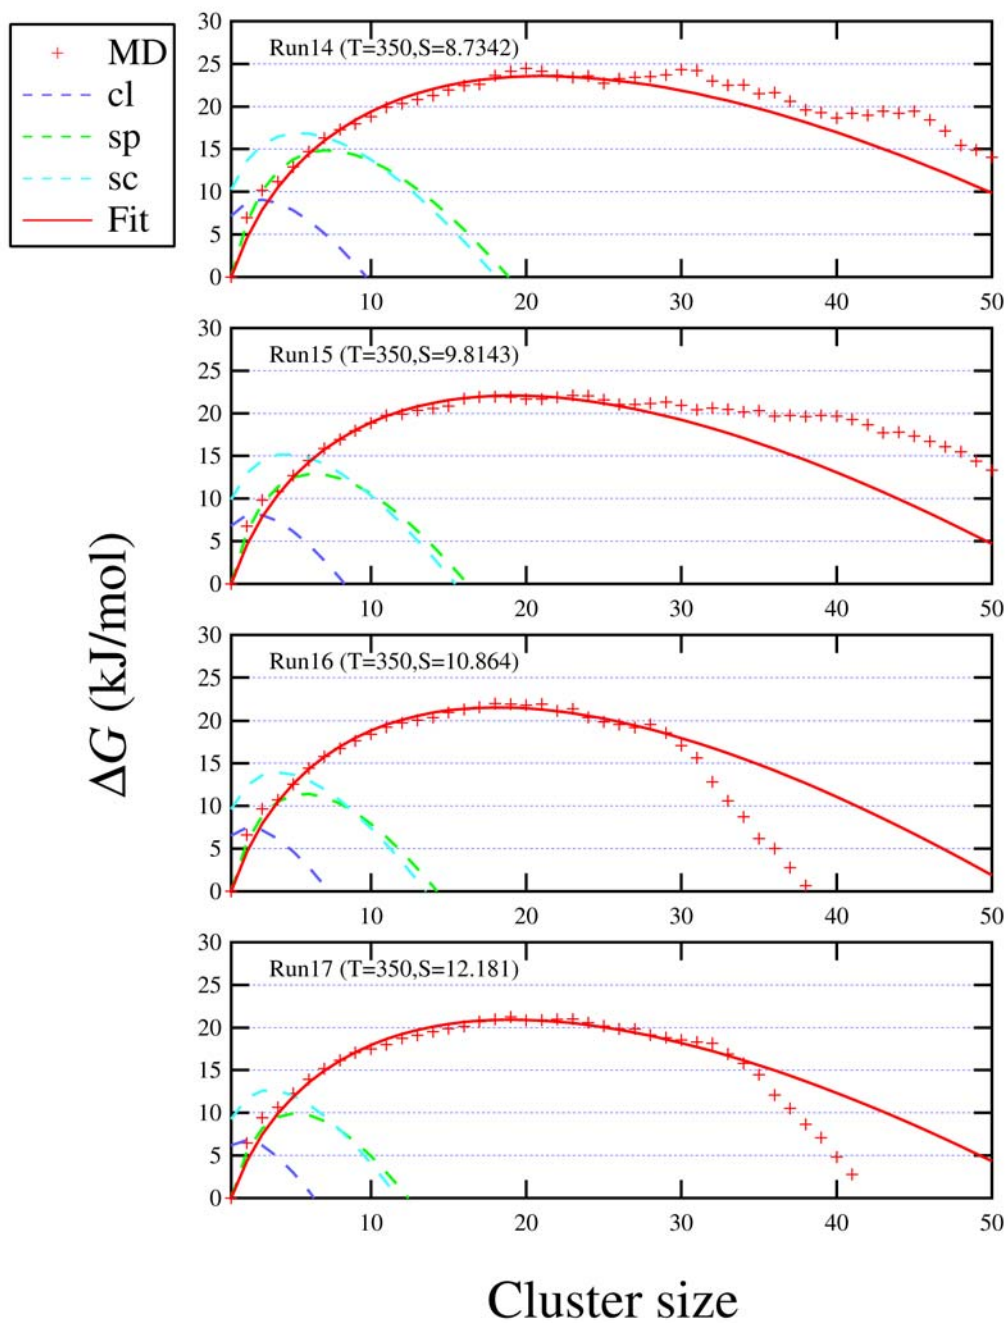 MD
cl
sp
sc
Fit
ΔG (kJ/mol)
30
25
20
15
10
5
0
Run14 (T=350,S=8.7342)
10 20 30 40 50
30
25
20
15
10
5
0
Run15 (T=350,S=9.8143)
10 20 30 40 50
30
25
20
15
10
5
0
Run16 (T=350,S=10.864)
10 20 30 40 50
30
25
20
15
10
5
0
Run17 (T=350,S=12.181)
10 20 30 40 50
Cluster size